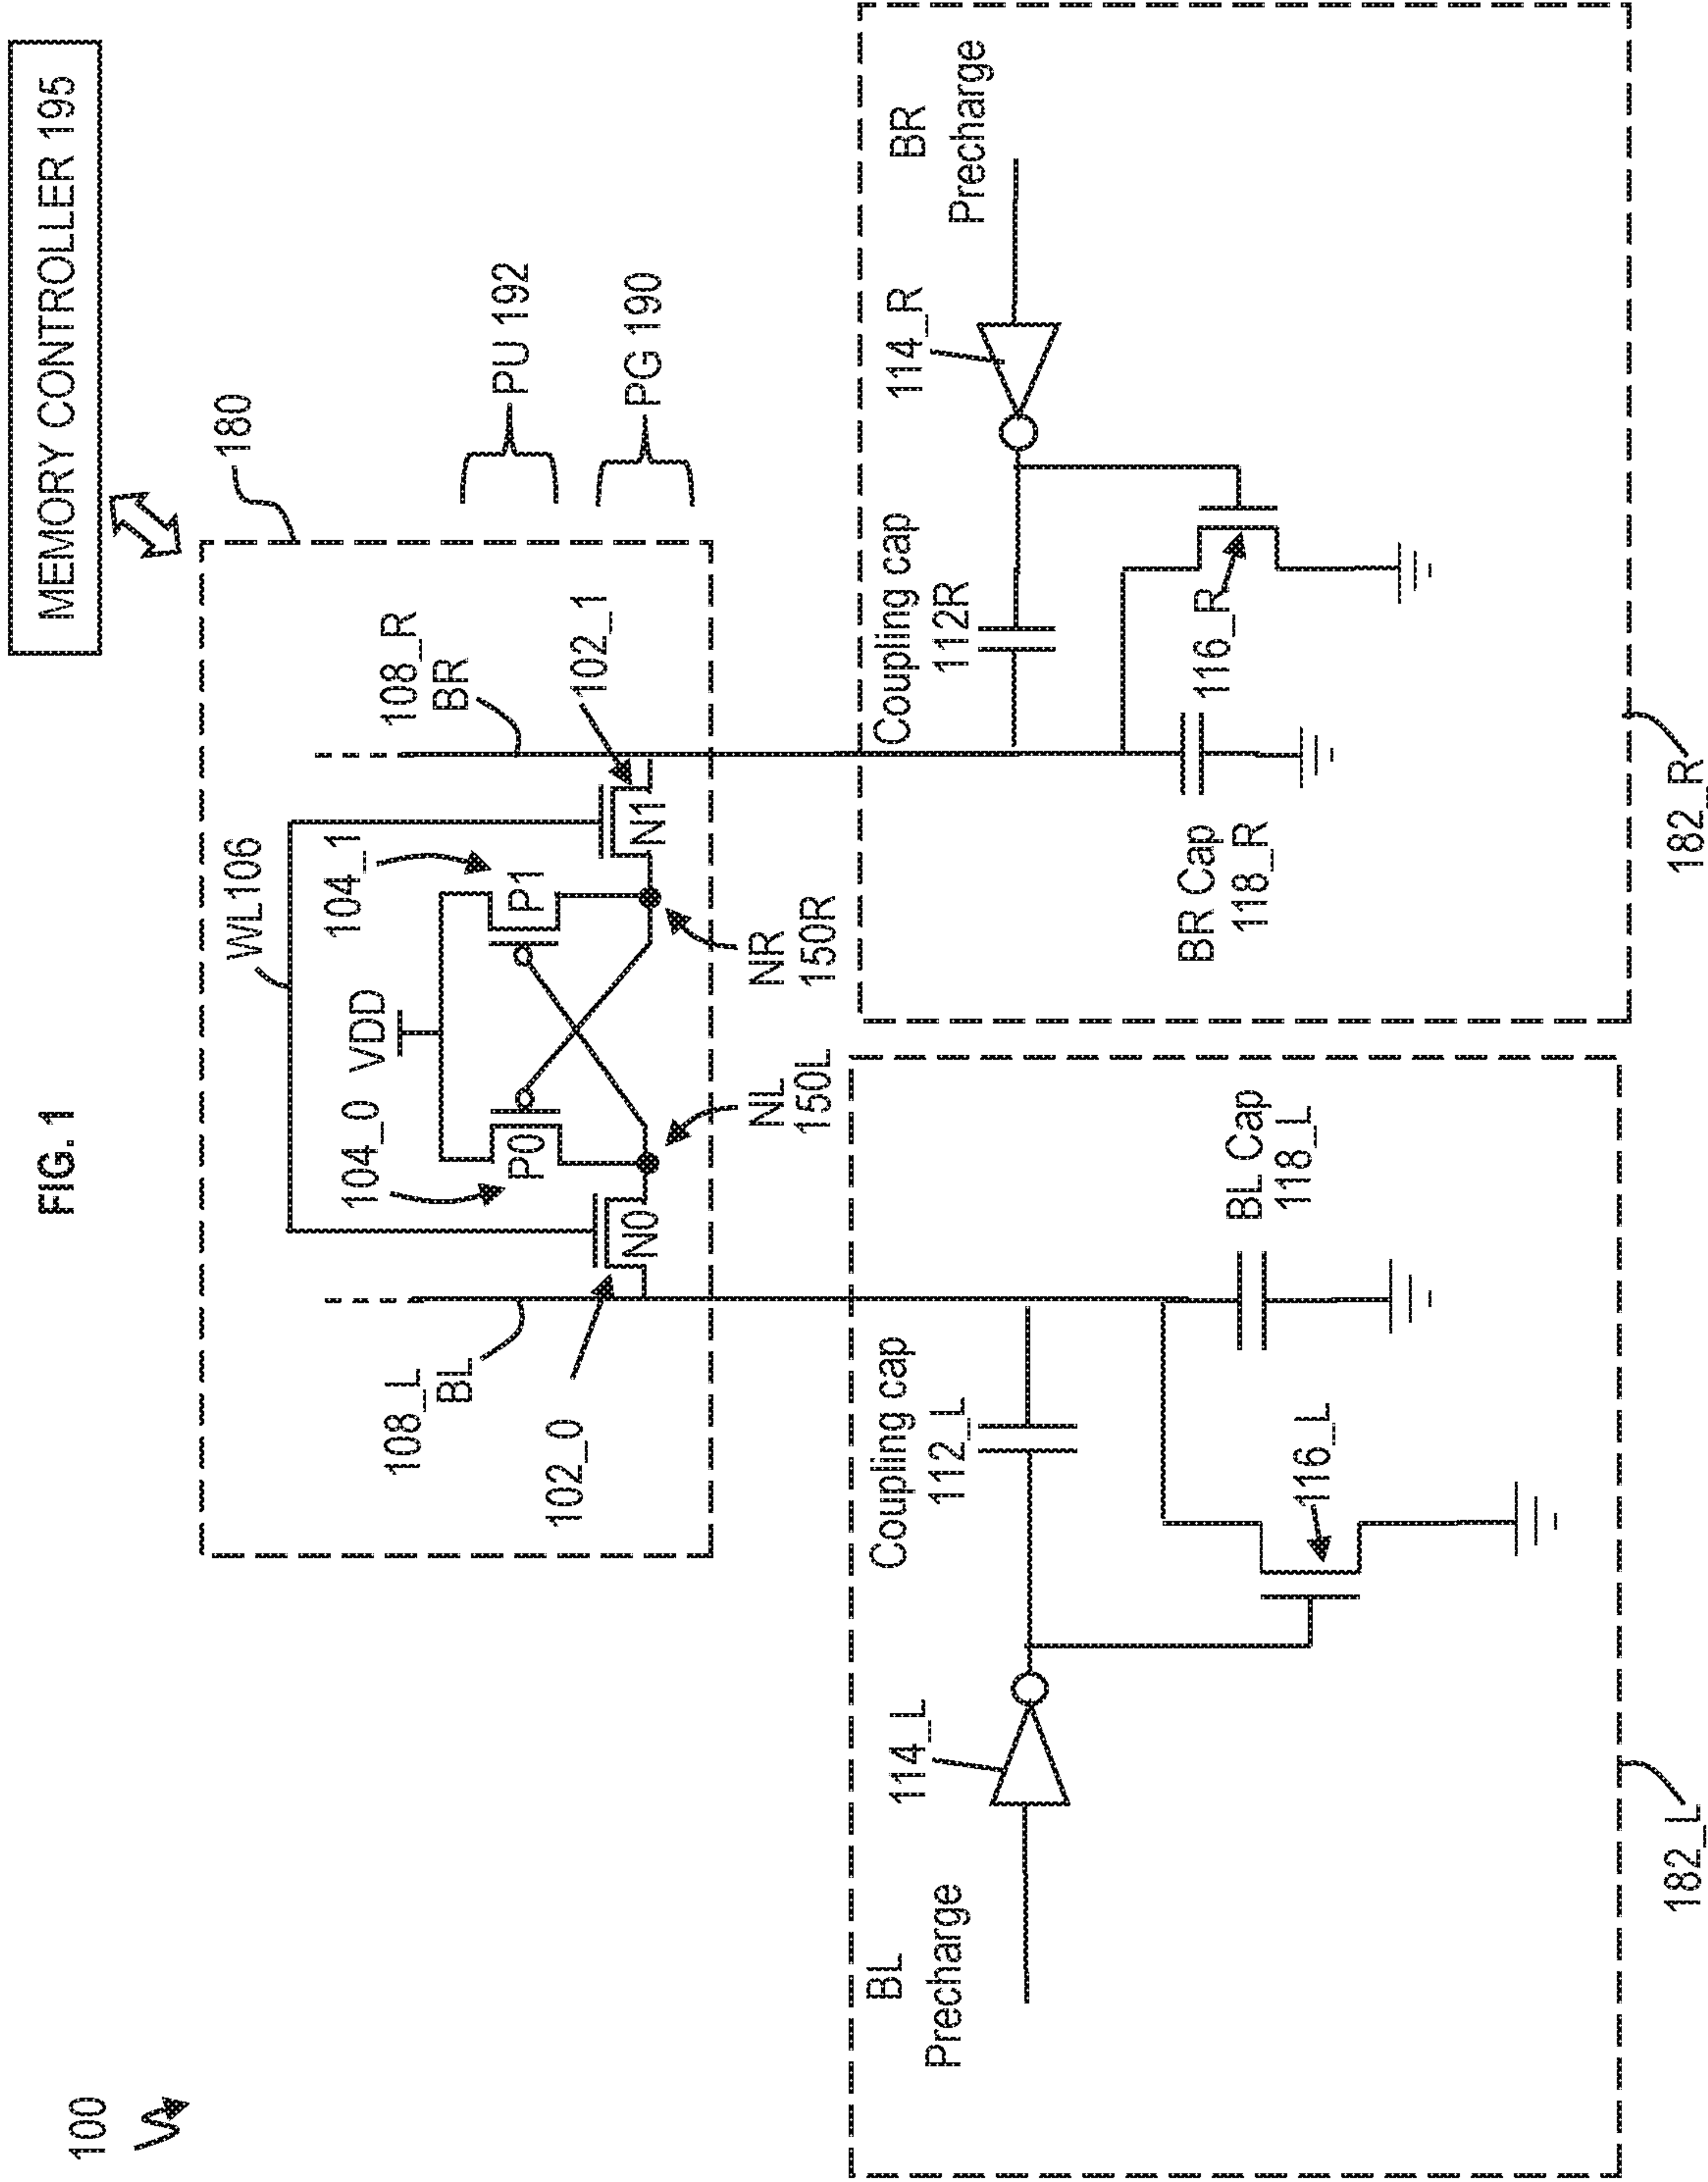 100
FIG. 1
MEMORY CONTROLLER 195
180
WL106
108_L
BL
102_0
104_0
VDD
104_1
108_R
BR
102_1
P0
P1
N0
N1
PU 192
PG 190
NL
150L
NR
150R
BL
Precharge
114_L
Coupling cap
112_L
116_L
BL Cap
118_L
182_L
Coupling cap
112R
114_R
BR
Precharge
BR Cap
118_R
116_R
182_R